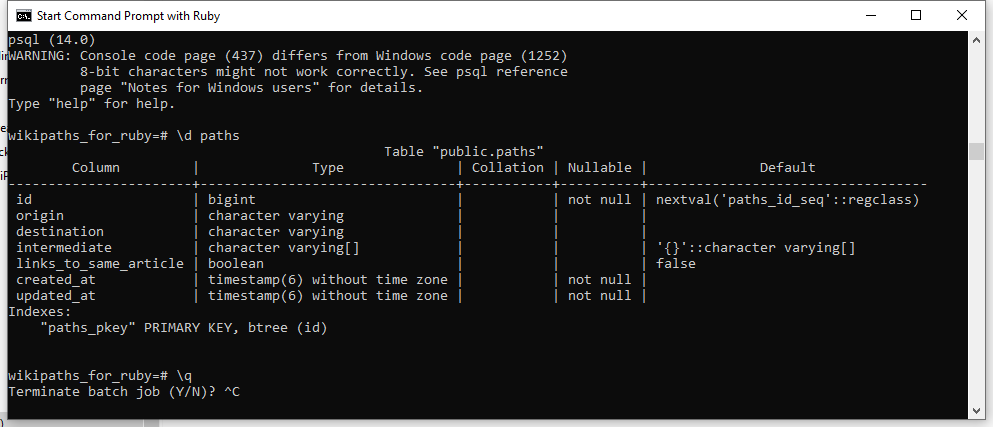 Start Command Prompt with Ruby
psql (14.0)
WARNING: Console code page (437) differs from Windows code page (1252)
         8-bit characters might not work correctly. See psql reference
         page "Notes for Windows users" for details.
Type "help" for help.
wikipaths_for_ruby=# \d paths
                                               Table "public.paths"
        Column         |              Type              | Collation | Nullable |              Default
-----------------------+--------------------------------+-----------+----------+-----------------------------------
 id                    | bigint                         |           | not null | nextval('paths_id_seq'::regclass)
 origin                | character varying              |           |          |
 destination           | character varying              |           |          |
 intermediate          | character varying[]            |           |          | '{}'::character varying[]
 links_to_same_article | boolean                        |           |          | false
 created_at            | timestamp(6) without time zone |           | not null |
 updated_at            | timestamp(6) without time zone |           | not null |
Indexes:
    "paths_pkey" PRIMARY KEY, btree (id)
wikipaths_for_ruby=# \q
Terminate batch job (Y/N)? ^C